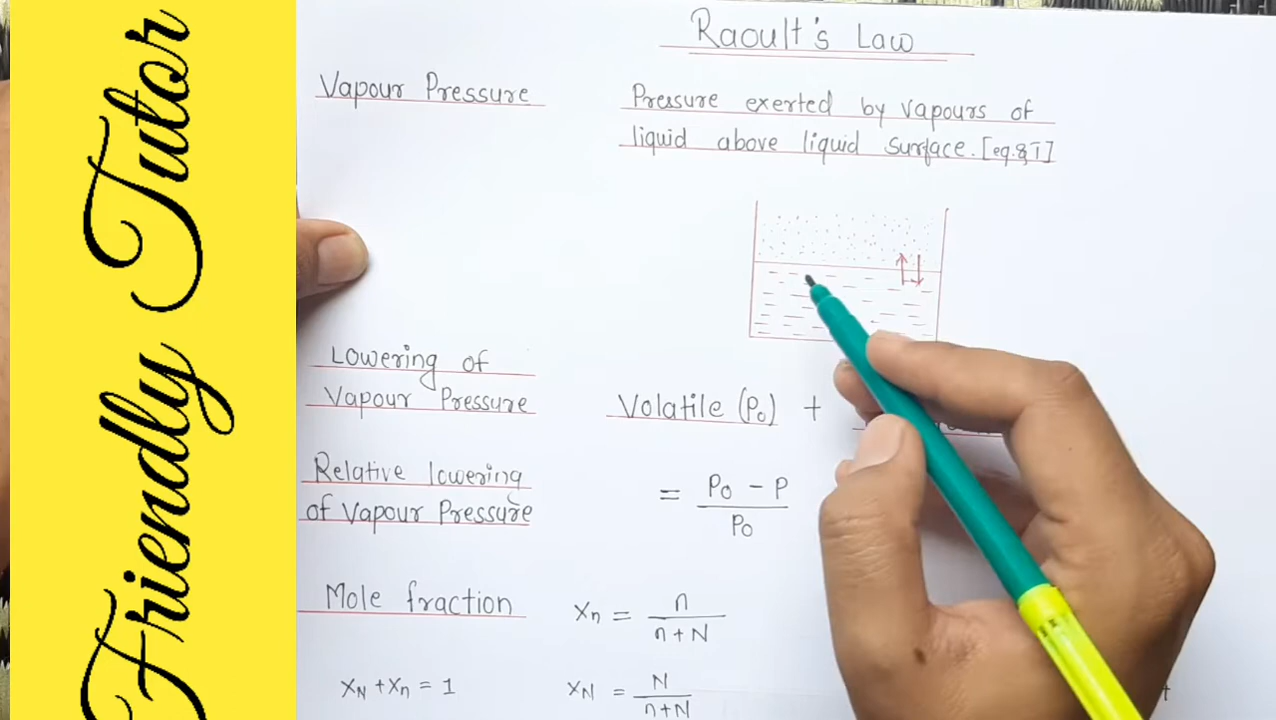 Friendly Tutor
Raoult's Law
Vapour Pressure
Pressure exerted by vapours of
liquid above liquid surface. [eq. & T]
Lowering of
Vapour Pressure
Volatile (P₀) +
Relative lowering
of Vapour Pressure
= P₀ - P / P₀
Mole fraction
xn = n / n+N
xN + xn = 1
xN = N / n+N